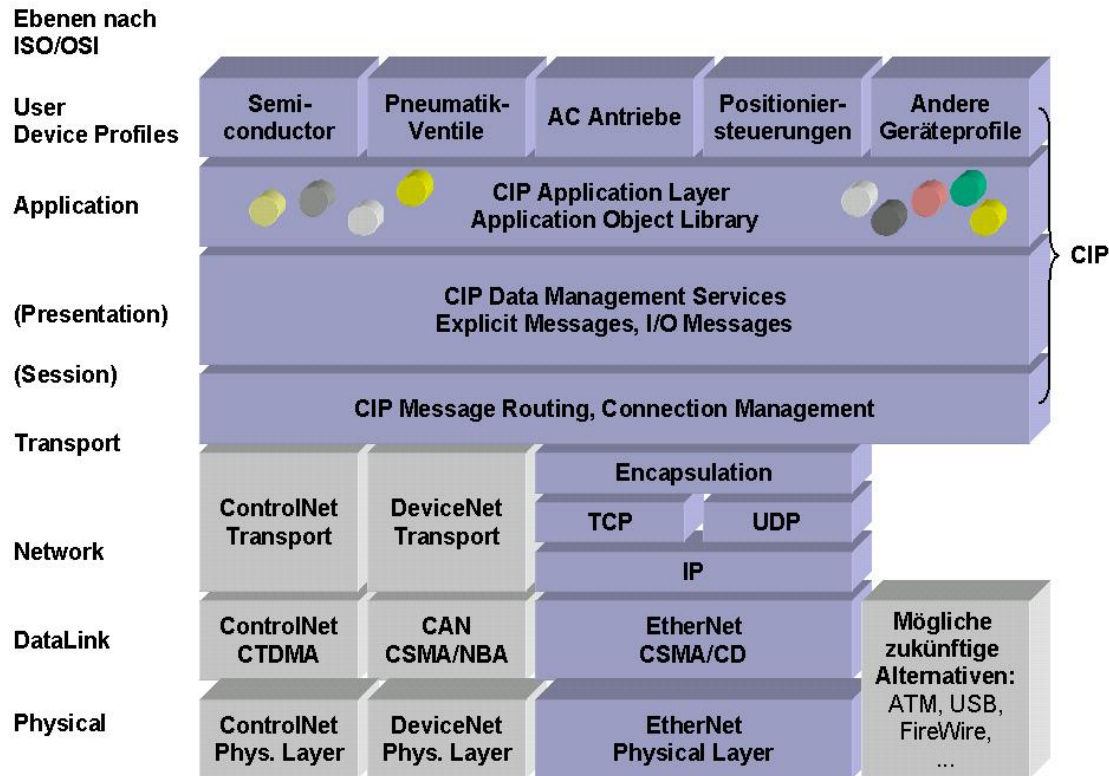 Ebenen nach
ISO/OSI
User
Device Profiles
Semi-
conductor
Pneumatik-
Ventile
AC Antriebe
Positionier-
steuerungen
Andere
Geräteprofile
Application
CIP Application Layer
Application Object Library
CIP
(Presentation)
CIP Data Management Services
Explicit Messages, I/O Messages
(Session)
CIP Message Routing, Connection Management
Transport
ControlNet
Transport
DeviceNet
Transport
Encapsulation
TCP
UDP
Network
IP
DataLink
ControlNet
CTDMA
CAN
CSMA/NBA
EtherNet
CSMA/CD
Mögliche
zukünftige
Alternativen:
ATM, USB,
FireWire,
...
Physical
ControlNet
Phys. Layer
DeviceNet
Phys. Layer
EtherNet
Physical Layer